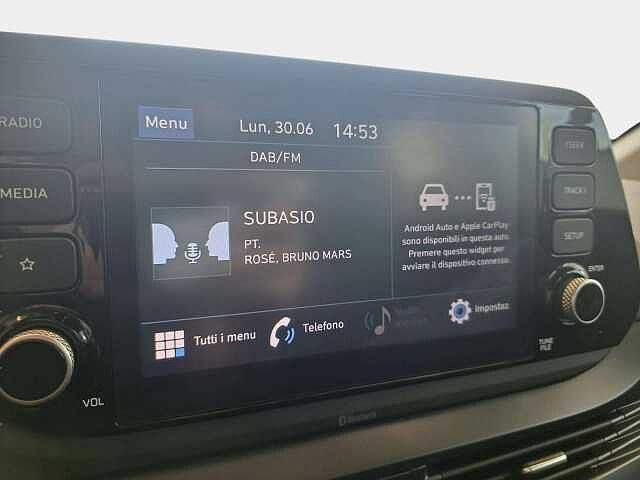 RADIO
MEDIA
VOL
Menu
Lun, 30.06
14:53
DAB/FM
SUBASIO
PT.
ROSÉ, BRUNO MARS
Android Auto e Apple CarPlay
sono disponibili in questa auto.
Premere questo widget per
avviare il dispositivo connesso.
Tutti i menu
Telefono
Impostaz.
TRACK
SETUP
ENTER
TUNE
FILE
Bluetooth